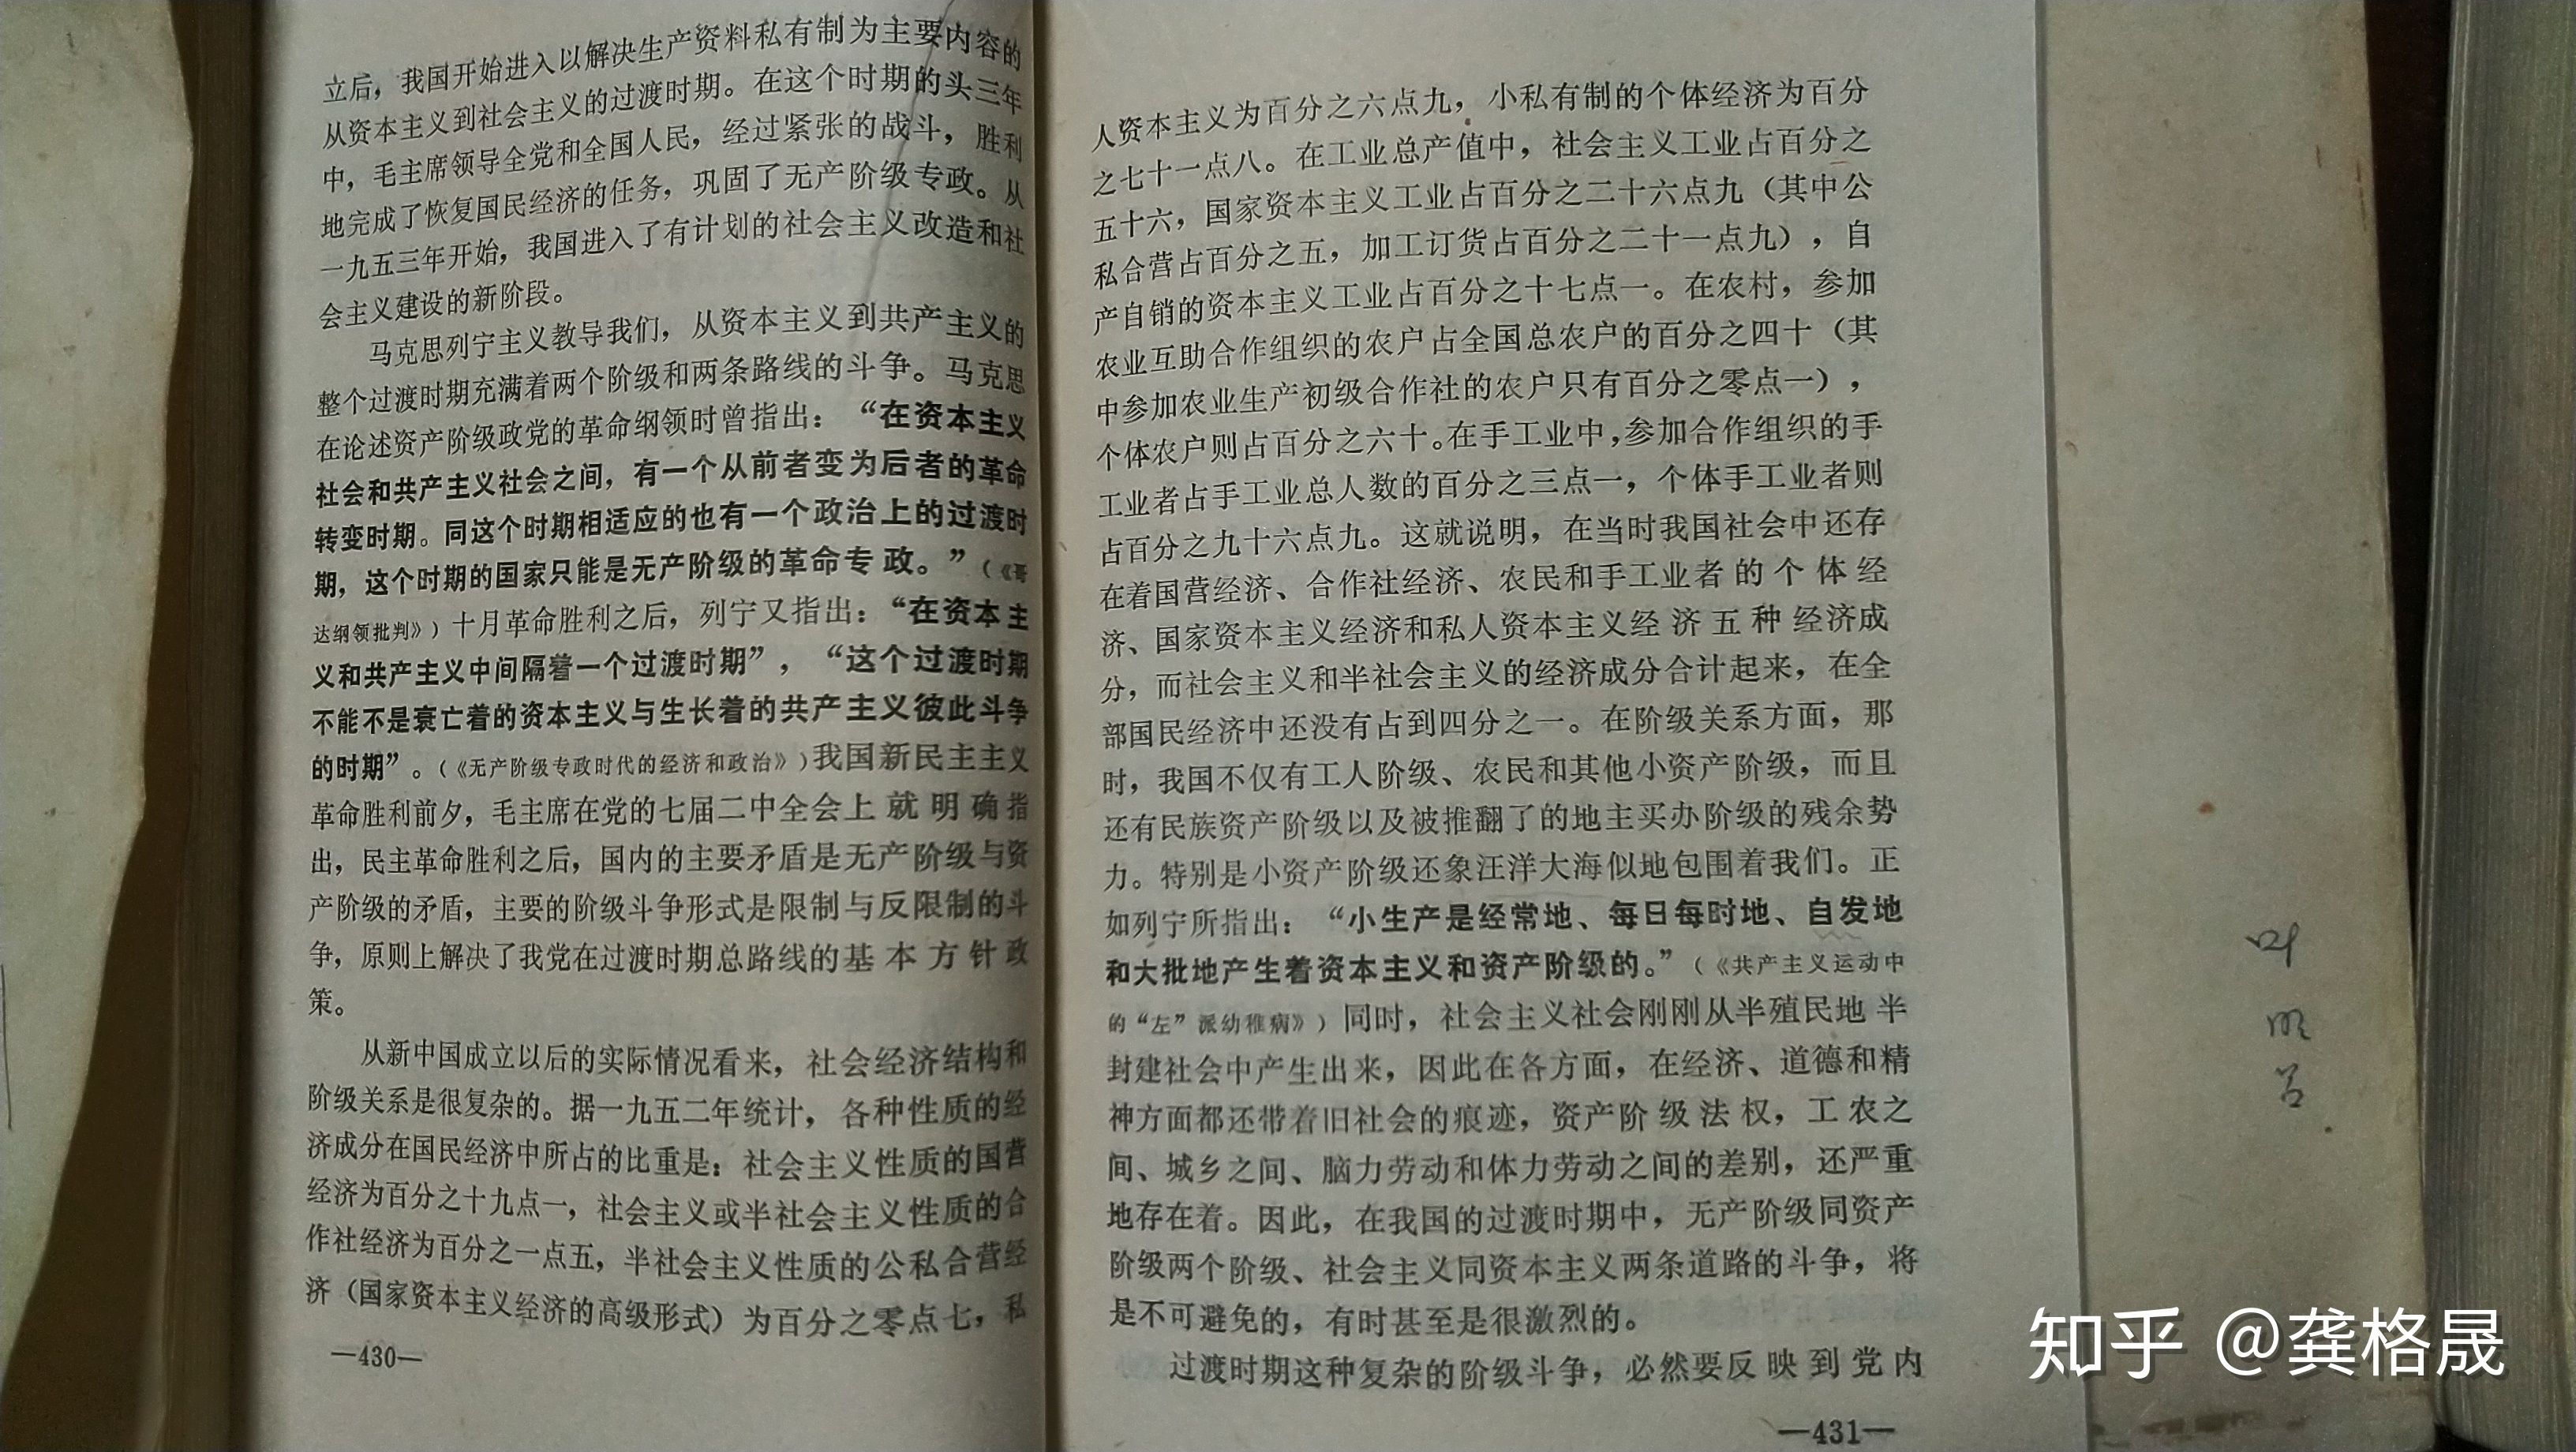 立后，我国开始进入以解决生产资料私有制为主要内容的
从资本主义到社会主义的过渡时期。在这个时期的头三年
中，毛主席领导全党和全国人民，经过紧张的战斗，胜利
地完成了恢复国民经济的任务，巩固了无产阶级专政。从
一九五三年开始，我国进入了有计划的社会主义改造和社
会主义建设的新阶段。
马克思列宁主义教导我们，从资本主义到共产主义的
整个过渡时期充满着两个阶级和两条路线的斗争。马克思
在论述资产阶级政党的革命纲领时曾指出：“在资本主义
社会和共产主义社会之间，有一个从前者变为后者的革命
转变时期。同这个时期相适应的也有一个政治上的过渡时
期，这个时期的国家只能是无产阶级的革命专政。”（《哥
达纲领批判》）十月革命胜利之后，列宁又指出：“在资本主
义和共产主义中间隔着一个过渡时期”，“这个过渡时期
不能不是衰亡着的资本主义与生长着的共产主义彼此斗争
的时期”。（《无产阶级专政时代的经济和政治》）我国新民主主义
革命胜利前夕，毛主席在党的七届二中全会上就明确指
出，民主革命胜利之后，国内的主要矛盾是无产阶级与资
产阶级的矛盾，主要的阶级斗争形式是限制与反限制的斗
争，原则上解决了我党在过渡时期总路线的基本方针政
策。
从新中国成立以后的实际情况看来，社会经济结构和
阶级关系是很复杂的。据一九五二年统计，各种性质的经
济成分在国民经济中所占的比重是：社会主义性质的国营
经济为百分之十九点一，社会主义或半社会主义性质的合
作社经济为百分之一点五，半社会主义性质的公私合营经
济（国家资本主义经济的高级形式）为百分之零点七，私
—430—
人资本主义为百分之六点九，小私有制的个体经济为百分
之七十一点八。在工业总产值中，社会主义工业占百分之
五十六，国家资本主义工业占百分之二十六点九（其中公
私合营占百分之五，加工订货占百分之二十一点九），自
产自销的资本主义工业占百分之十七点一。在农村，参加
农业互助合作组织的农户占全国总农户的百分之四十（其
中参加农业生产初级合作社的农户只有百分之零点一），
个体农户则占百分之六十。在手工业中，参加合作组织的手
工业者占手工业总人数的百分之三点一，个体手工业者则
占百分之九十六点九。这就说明，在当时我国社会中还存
在着国营经济、合作社经济、农民和手工业者的个体经
济、国家资本主义经济和私人资本主义经济五种经济成
分，而社会主义和半社会主义的经济成分合计起来，在全
部国民经济中还没有占到四分之一。在阶级关系方面，那
时，我国不仅有工人阶级、农民和其他小资产阶级，而且
还有民族资产阶级以及被推翻了的地主买办阶级的残余势
力。特别是小资产阶级还象汪洋大海似地包围着我们。正
如列宁所指出：“小生产是经常地、每日每时地、自发地
和大批地产生着资本主义和资产阶级的。”（《共产主义运动中
的“左”派幼稚病》）同时，社会主义社会刚刚从半殖民地半
封建社会中产生出来，因此在各方面，在经济、道德和精
神方面都还带着旧社会的痕迹，资产阶级法权，工农之
间、城乡之间、脑力劳动和体力劳动之间的差别，还严重
地存在着。因此，在我国的过渡时期中，无产阶级同资产
阶级两个阶级、社会主义同资本主义两条道路的斗争，将
是不可避免的，有时甚至是很激烈的。
过渡时期这种复杂的阶级斗争，必然要反映到党内
—431—
知乎 @龚格晟